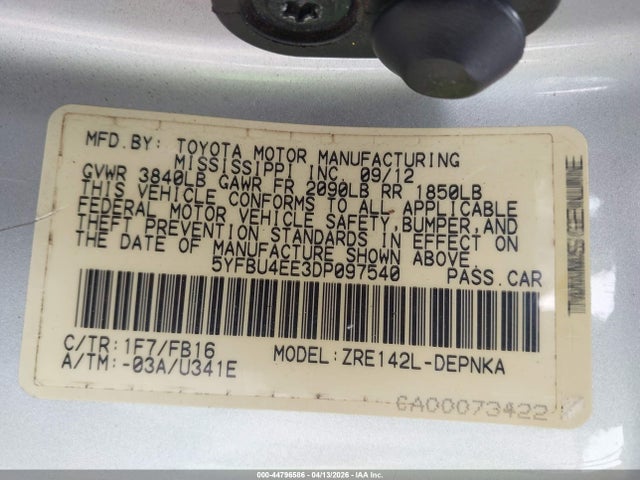 MFD.BY: TOYOTA MOTOR MANUFACTURING
MISSISSIPPI INC. 09/12
GVWR 3840LB GAWR FR 2090LB RR 1850LB
THIS VEHICLE CONFORMS TO ALL APPLICABLE
FEDERAL MOTOR VEHICLE SAFETY,BUMPER,AND
THEFT PREVENTION STANDARDS IN EFFECT ON
THE DATE OF MANUFACTURE SHOWN ABOVE.
5YFBU4EE3DP097540 PASS.CAR
C/TR:1F7/FB16 MODEL:ZRE142L-DEPNKA
A/TM:-03A/U341E
6A00073422
000-44796586 - 04/13/2026 - IAA Inc.